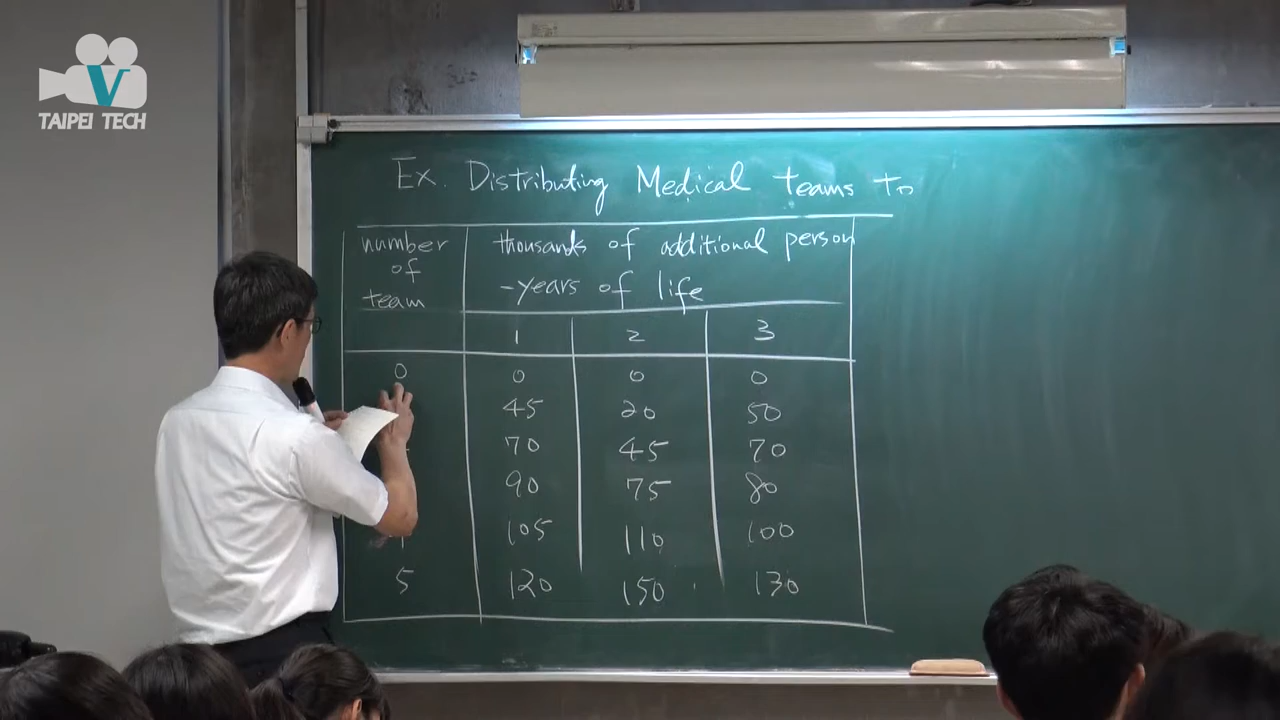 V
TAIPEI TECH
Ex. Distributing Medical teams to
number of team
thousands of additional person
-years of life
1 2 3
0 0 0 0
45 20 50
70 45 70
90 75 80
105 110 100
5 120 150 130